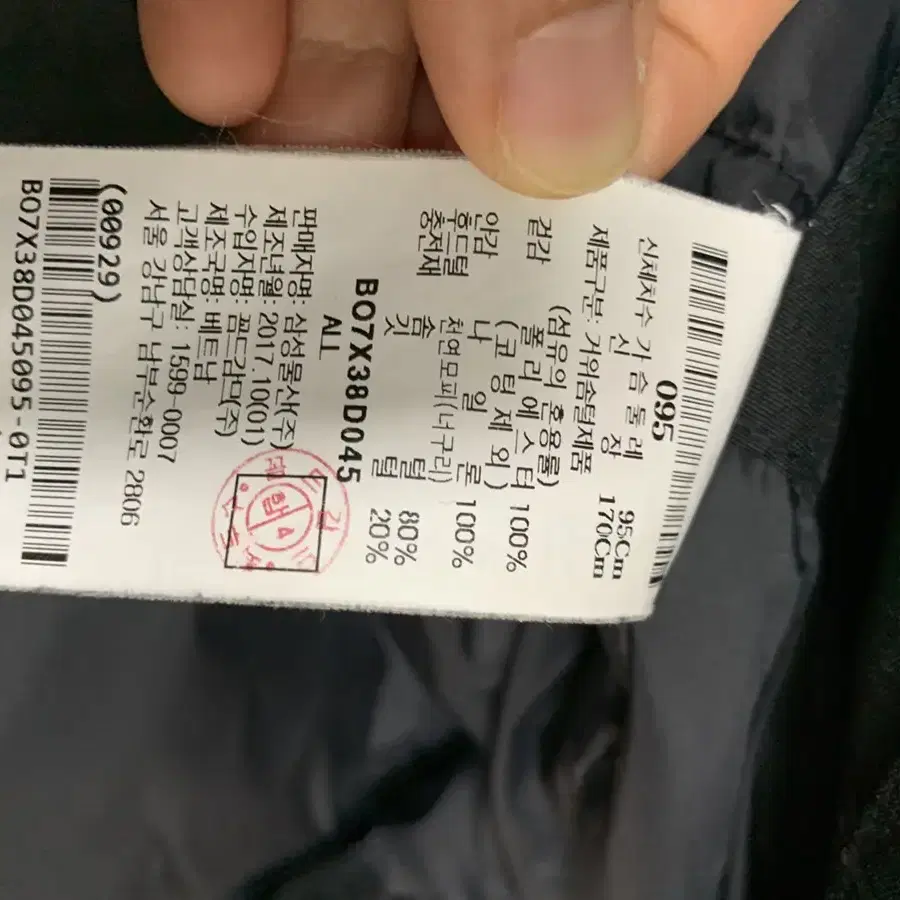 095
신체치수 가슴둘레 95Cm
신장 170Cm
제품구분: 거위솜털제품
(섬유의 혼용률)
겉감 폴리에스터 100%
(코팅제외)
안감 나일론 100%
후드털 천연모피(너구리)
충전재 솜털 80%
깃털 20%
BO7X38D045
ALL
판매자명: 삼성물산(주)
제조년월: 2017.10(01)
수입자명: 꼼뜨김면(주)
제조국명: 베트남
고객상담실: 1599-0007
서울 강남구 남부순환로 2806
(00929)
BO7X38D045095-0T1
합
4